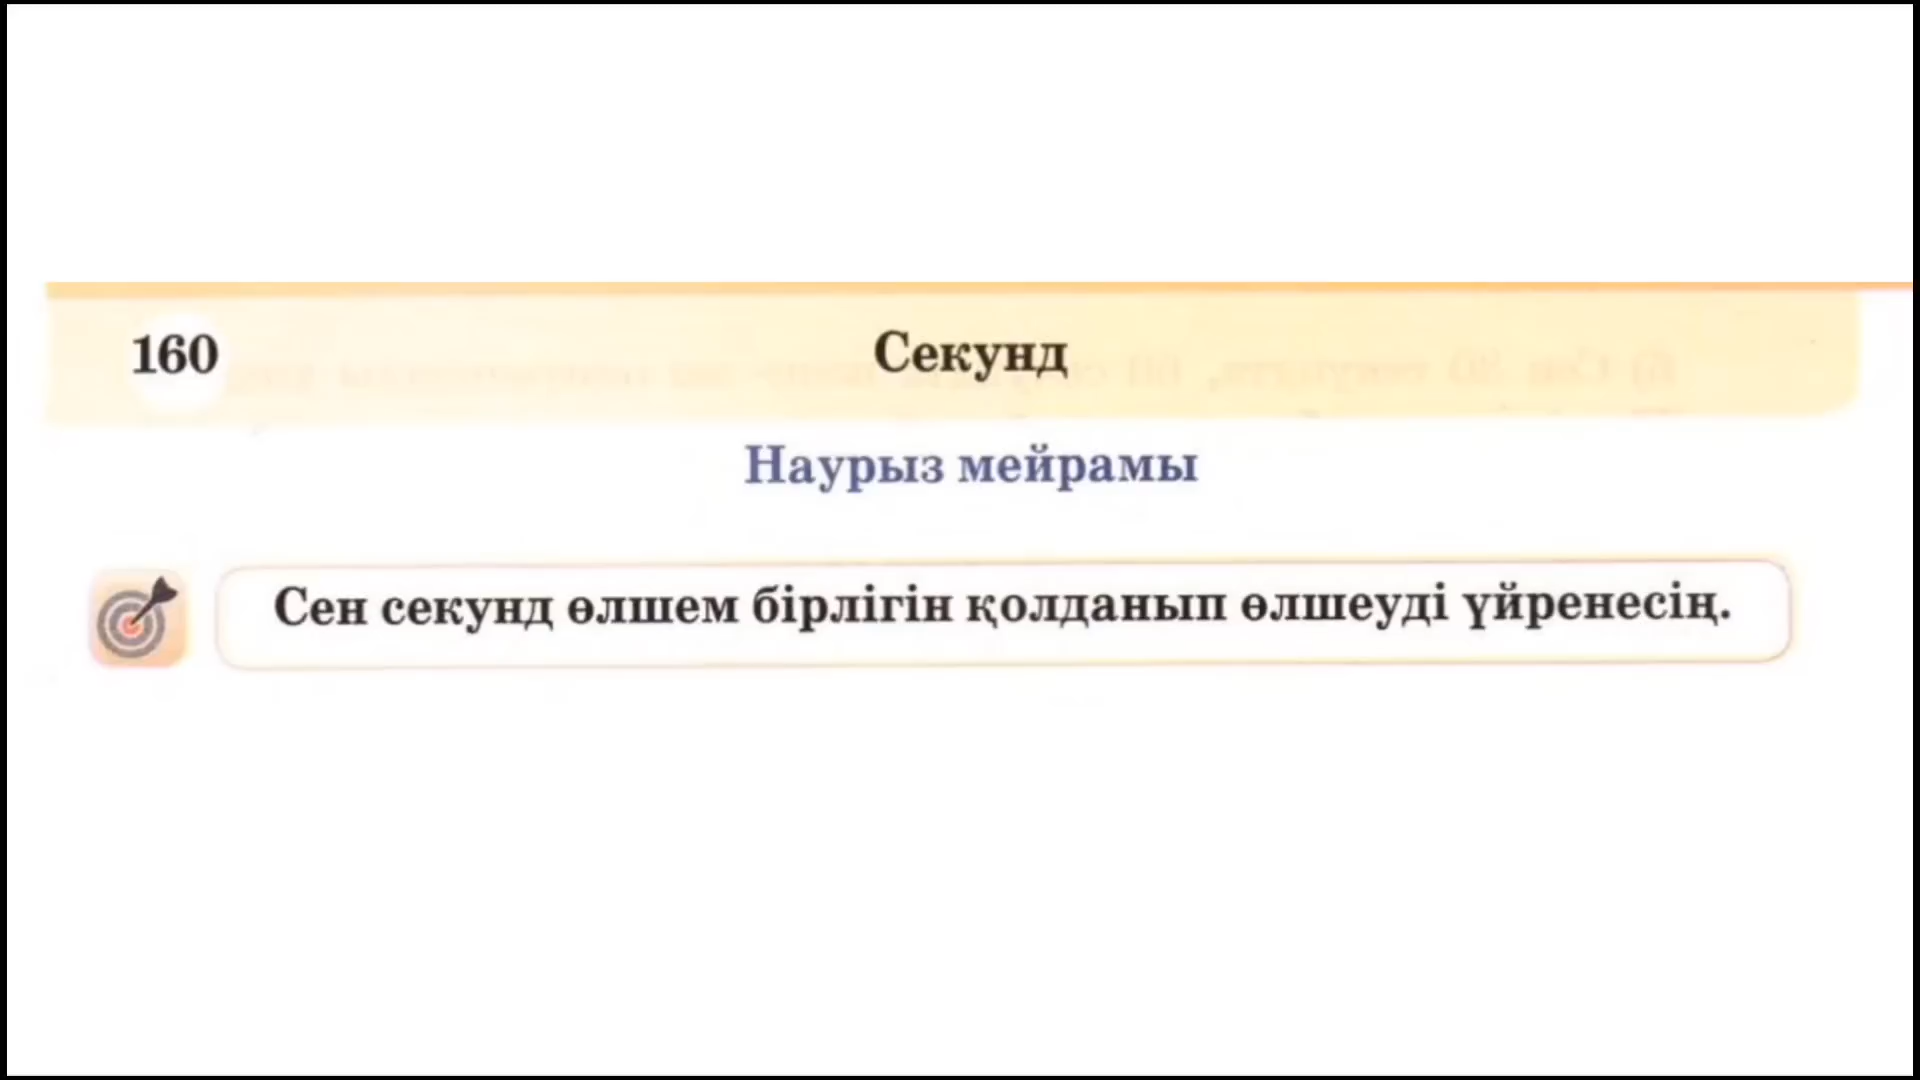 160
Секунд
Наурыз мейрамы
Сен секунд өлшем бірлігін қолданып өлшеуді үйренесің.